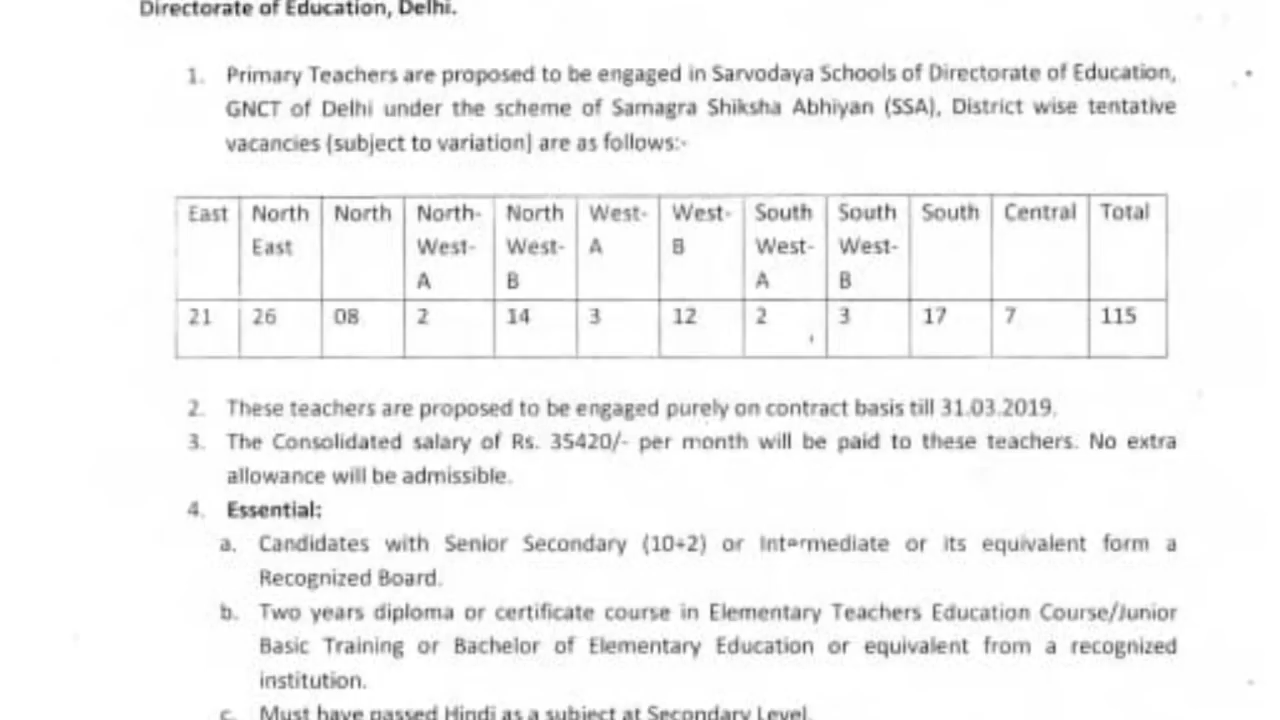 Directorate of Education, Delhi.
1. Primary Teachers are proposed to be engaged in Sarvodaya Schools of Directorate of Education,
GNCT of Delhi under the scheme of Samagra Shiksha Abhiyan (SSA), District wise tentative
vacancies (subject to variation] are as follows:-
East North North North- North West- West- South South South Central Total
East West- West- A B West- West-
A B A B
21 26 08 2 14 3 12 2 3 17 7 115
2. These teachers are proposed to be engaged purely on contract basis till 31.03.2019.
3. The Consolidated salary of Rs. 35420/- per month will be paid to these teachers. No extra
allowance will be admissible.
4. Essential:
a. Candidates with Senior Secondary (10+2) or Intermediate or its equivalent form a
Recognized Board.
b. Two years diploma or certificate course in Elementary Teachers Education Course/Junior
Basic Training or Bachelor of Elementary Education or equivalent from a recognized
institution.
c. Must have passed Hindi as a subject at Secondary Level.